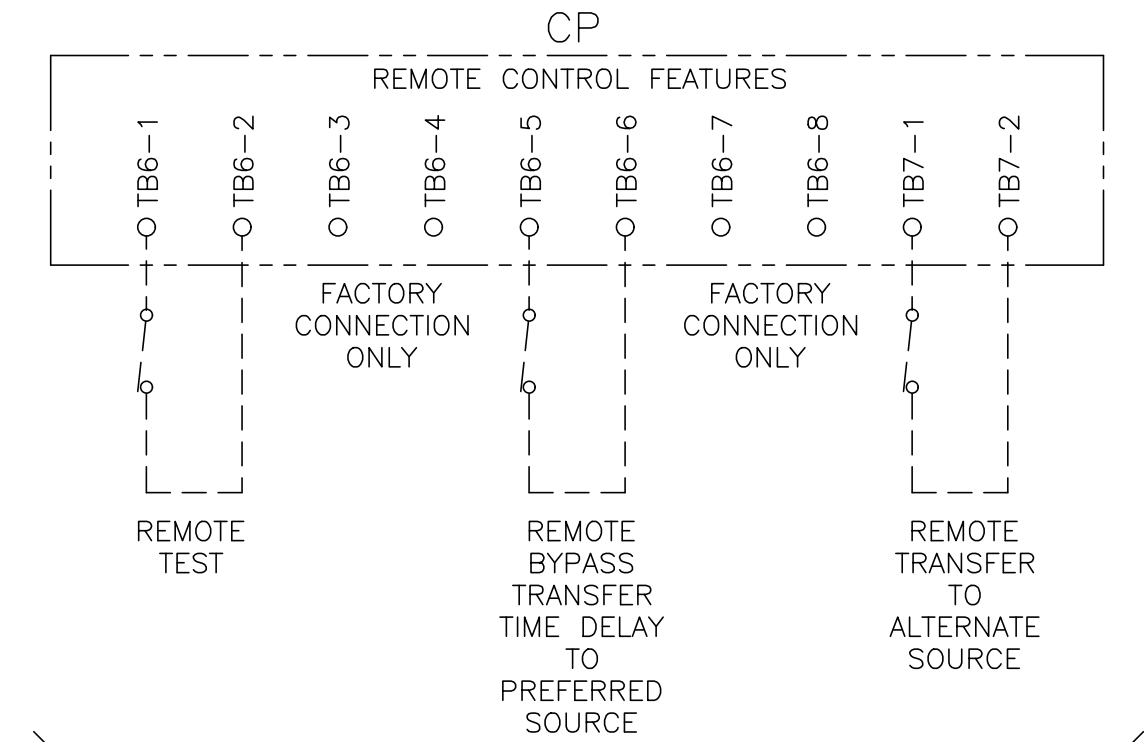 CP
REMOTE CONTROL FEATURES
TB6-1
TB6-2
TB6-3
TB6-4
TB6-5
TB6-6
TB6-7
TB6-8
TB7-1
TB7-2
FACTORY
CONNECTION
ONLY
FACTORY
CONNECTION
ONLY
REMOTE
TEST
REMOTE
BYPASS
TRANSFER
TIME DELAY
TO
PREFERRED
SOURCE
REMOTE
TRANSFER
TO
ALTERNATE
SOURCE